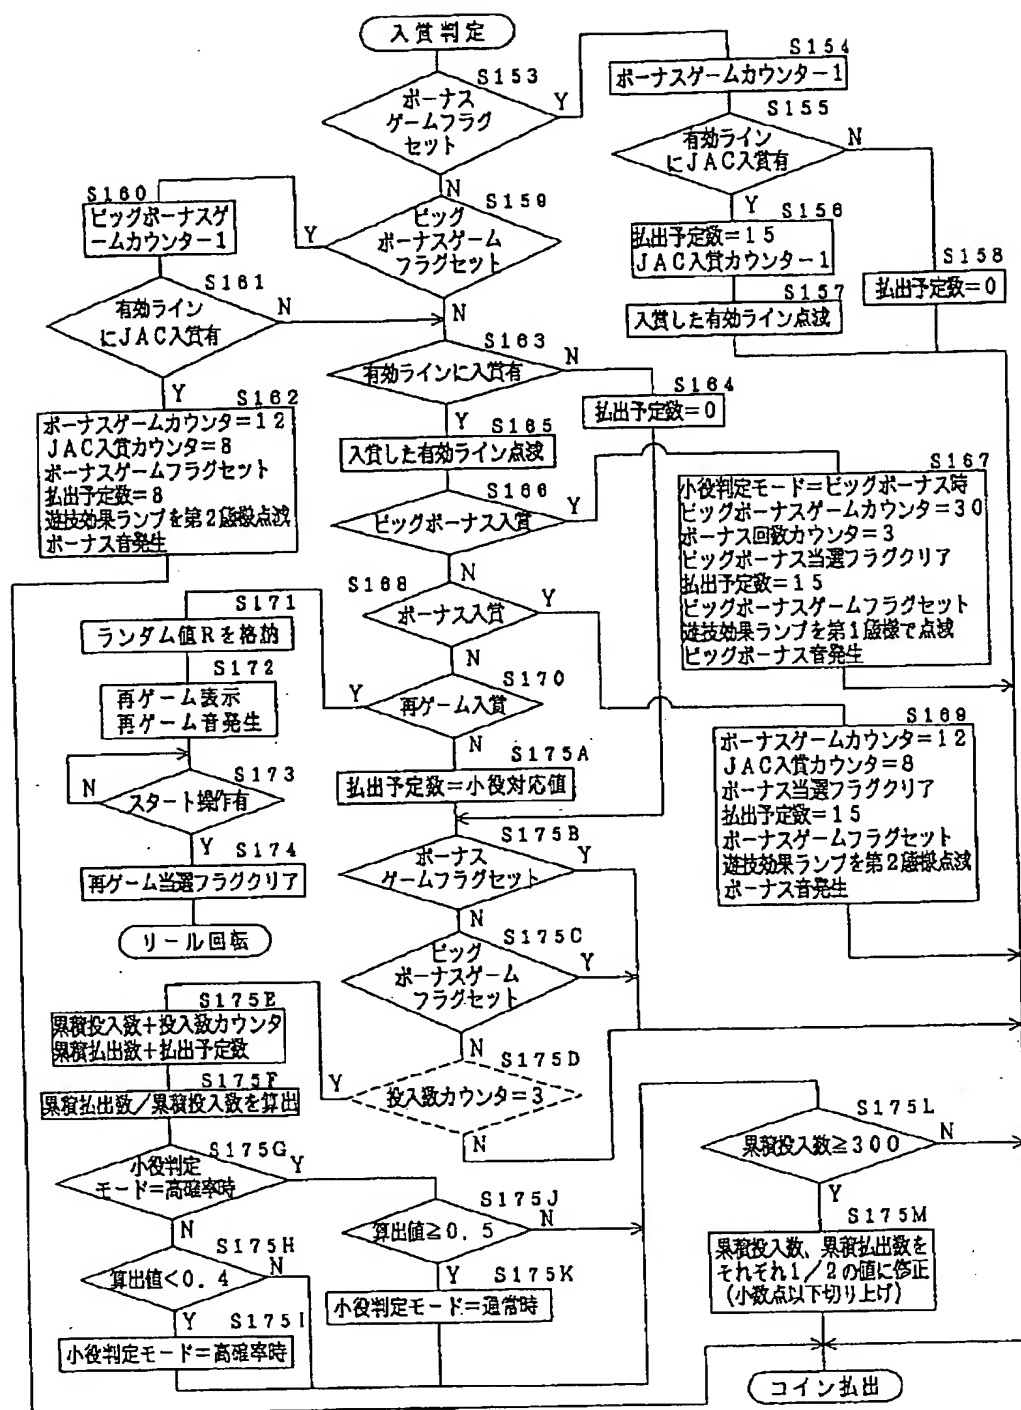 入賞判定
S153
ボーナス
ゲームフラグ
セット
Y
N
S154
ボーナスゲームカウンター1
S155
有効ライン
にJAC入賞有
N
Y
S156
払出予定数=15
JAC入賞カウンター1
S157
入賞した有効ライン点滅
S158
払出予定数=0
S159
ビッグ
ボーナスゲーム
フラグセット
Y
N
S160
ビッグボーナスゲ
ームカウンター1
S161
有効ライン
にJAC入賞有
N
Y
S162
ボーナスゲームカウンタ=12
JAC入賞カウンタ=8
ボーナスゲームフラグセット
払出予定数=8
遊技効果ランプを第2態様点滅
ボーナス音発生
S163
有効ラインに入賞有
N
Y
S164
払出予定数=0
S165
入賞した有効ライン点滅
S166
ビッグボーナス入賞
Y
N
S167
小役判定モード=ビッグボーナス時
ビッグボーナスゲームカウンター=30
ボーナス回数カウンタ=3
ビッグボーナス当選フラグクリア
払出予定数=15
ビッグボーナスゲームフラグセット
遊技効果ランプを第1態様で点滅
ビッグボーナス音発生
S168
ボーナス入賞
Y
N
S169
ボーナスゲームカウンタ=12
JAC入賞カウンタ=8
ボーナス当選フラグクリア
払出予定数=15
ボーナスゲームフラグセット
遊技効果ランプを第2態様点滅
ボーナス音発生
S170
再ゲーム入賞
Y
N
S171
ランダム値Rを格納
S172
再ゲーム表示
再ゲーム音発生
S173
スタート操作有
N
Y
S174
再ゲーム当選フラグクリア
リール回転
S175A
払出予定数=小役対応値
S175B
ボーナス
ゲームフラグセット
Y
N
S175C
ビッグ
ボーナスゲーム
フラグセット
Y
N
S175D
投入数カウンタ=3
Y
N
S175E
累積投入数+投入数カウンタ
累積払出数+払出予定数
S175F
累積払出数/累積投入数を算出
S175G
小役判定
モード=高確率時
Y
N
S175H
算出値<0.4
N
Y
S175I
小役判定モード=高確率時
S175J
算出値≧0.5
N
Y
S175K
小役判定モード=通常時
S175L
累積投入数≧300
N
Y
S175M
累積投入数、累積払出数を
それぞれ1/2の値に修正
(小数点以下切り上げ)
コイン払出